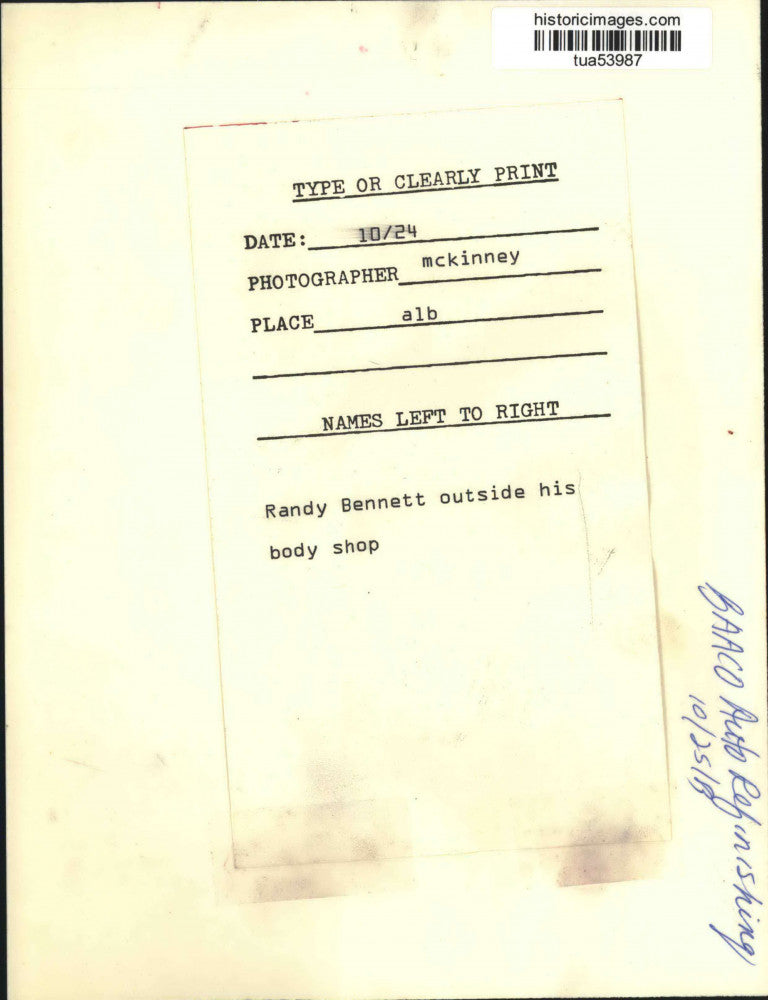 historicimages.com
tua53987
TYPE OR CLEARLY PRINT
DATE: 10/24
PHOTOGRAPHER mckinney
PLACE alb
NAMES LEFT TO RIGHT
Randy Bennett outside his
body shop
BAACO Auto Refinishing